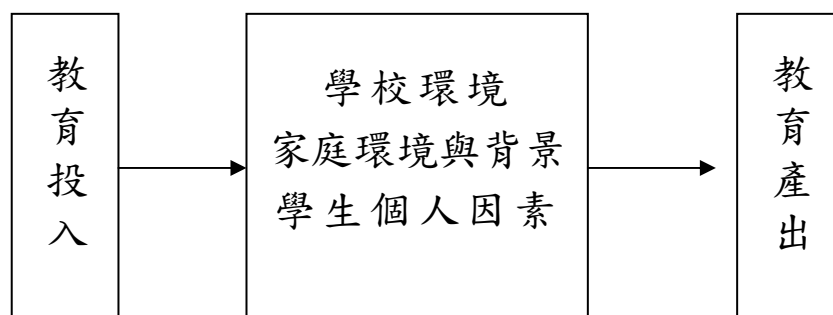 教育投入
學校環境
家庭環境與背景
學生個人因素
教育產出